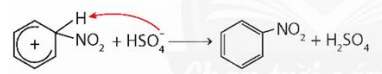 H
+ NO₂ + HSO₄⁻ ⟶ NO₂ + H₂SO₄